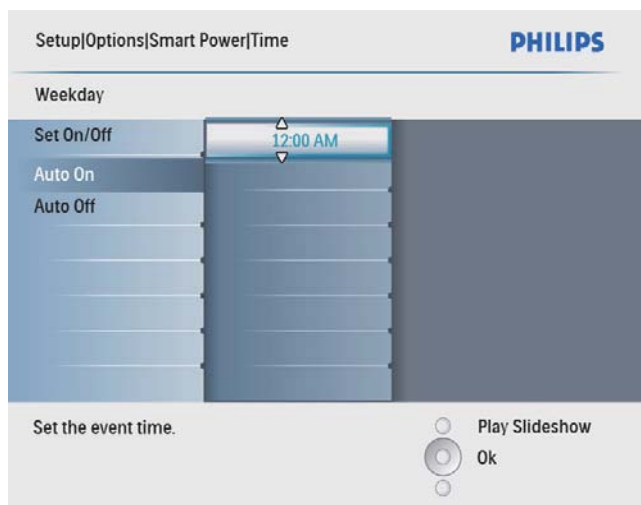 Setup|Options|Smart Power|Time
PHILIPS
Weekday
Set On/Off
12:00 AM
Auto On
Auto Off
Set the event time.
Play Slideshow
Ok